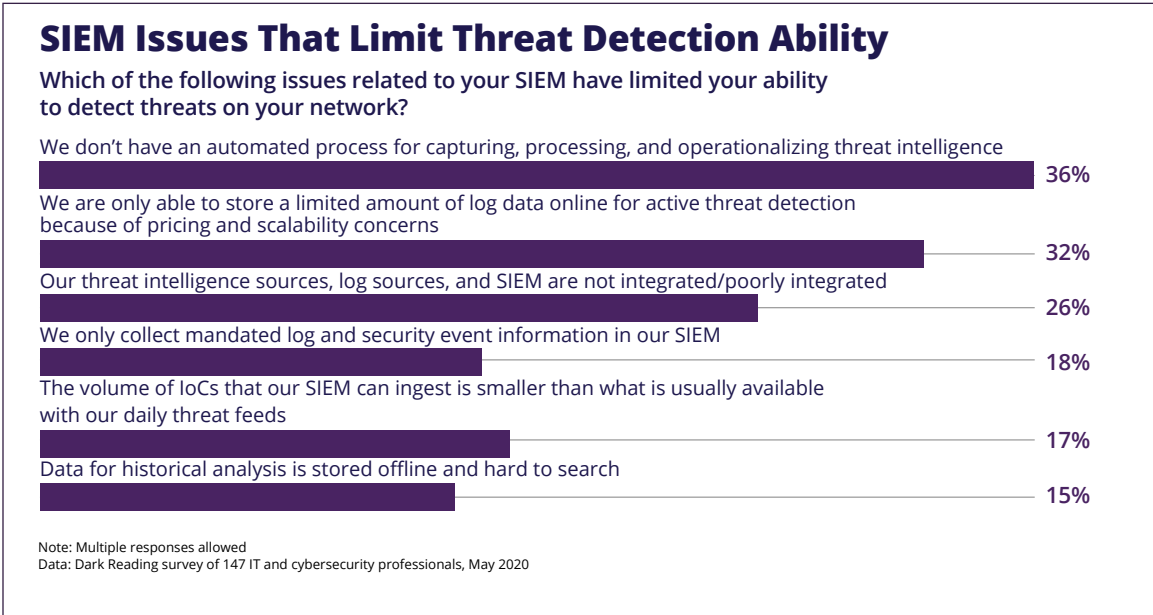 SIEM Issues That Limit Threat Detection Ability
Which of the following issues related to your SIEM have limited your ability
to detect threats on your network?
We don’t have an automated process for capturing, processing, and operationalizing threat intelligence
36%
We are only able to store a limited amount of log data online for active threat detection
because of pricing and scalability concerns
32%
Our threat intelligence sources, log sources, and SIEM are not integrated/poorly integrated
26%
We only collect mandated log and security event information in our SIEM
18%
The volume of IoCs that our SIEM can ingest is smaller than what is usually available
with our daily threat feeds
17%
Data for historical analysis is stored offline and hard to search
15%
Note: Multiple responses allowed
Data: Dark Reading survey of 147 IT and cybersecurity professionals, May 2020